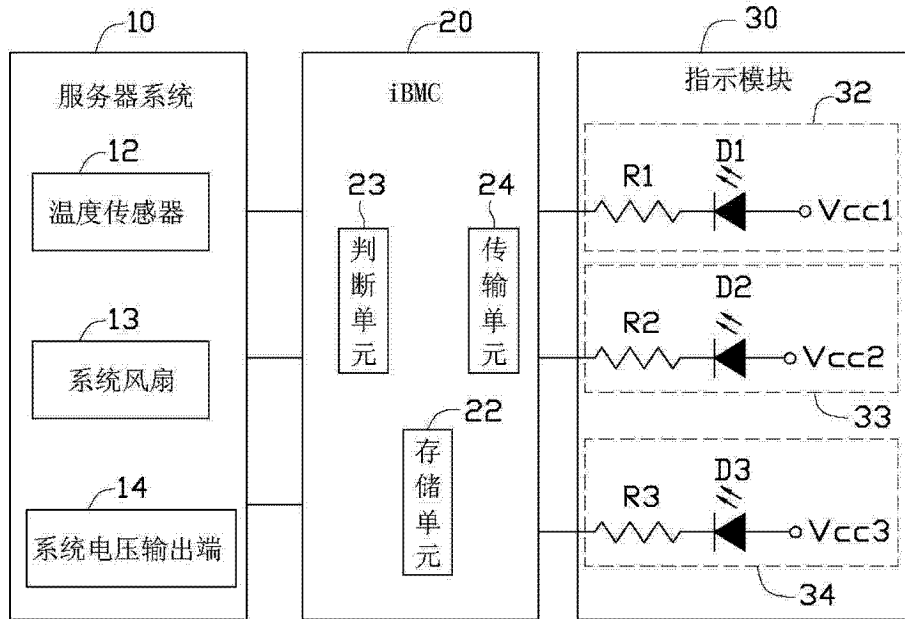 10
服务器系统
12
温度传感器
13
系统风扇
14
系统电压输出端
20
iBMC
23
判断单元
24
传输单元
22
存储单元
30
指示模块
32
R1
D1
Vcc1
R2
D2
Vcc2
33
R3
D3
Vcc3
34